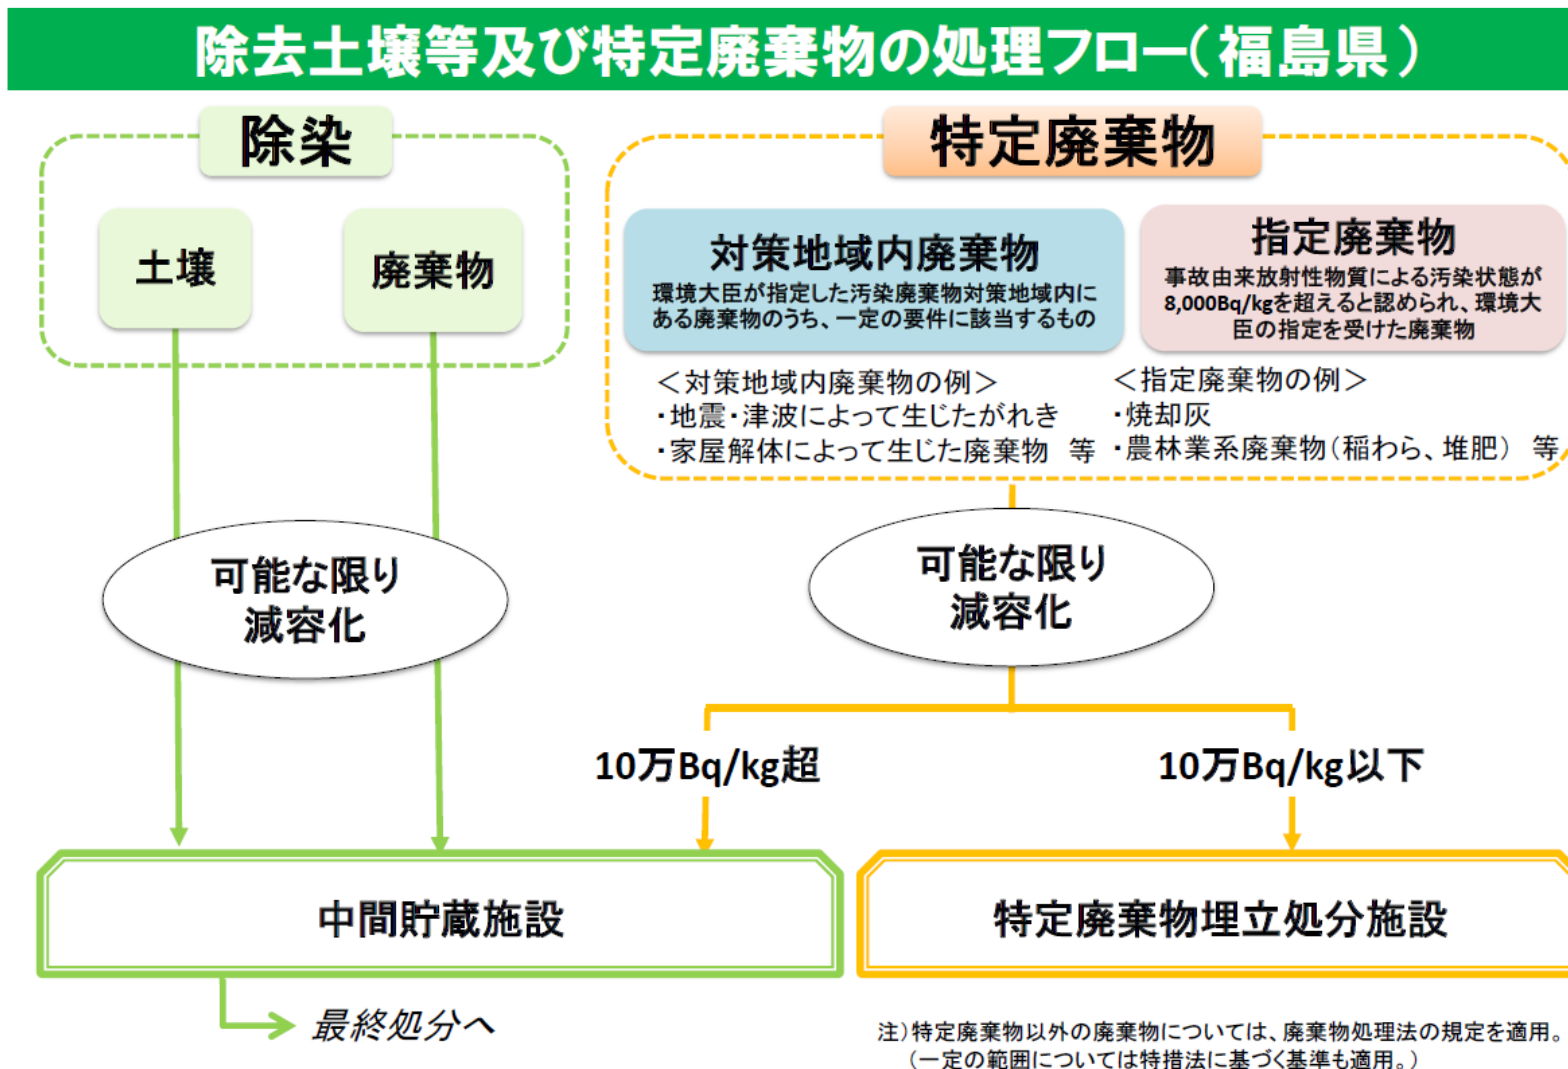 除去土壌等及び特定廃棄物の処理フロー(福島県)
除染
土壌
廃棄物
特定廃棄物
対策地域内廃棄物
環境大臣が指定した汚染廃棄物対策地域内に
ある廃棄物のうち、一定の要件に該当するもの
指定廃棄物
事故由来放射性物質による汚染状態が
8,000Bq/kgを超えると認められ、環境大
臣の指定を受けた廃棄物
＜対策地域内廃棄物の例＞
・地震・津波によって生じたがれき
・家屋解体によって生じた廃棄物　等
＜指定廃棄物の例＞
・焼却灰
・農林業系廃棄物(稲わら、堆肥)　等
可能な限り
減容化
可能な限り
減容化
10万Bq/kg超
10万Bq/kg以下
中間貯蔵施設
特定廃棄物埋立処分施設
最終処分へ
注)特定廃棄物以外の廃棄物については、廃棄物処理法の規定を適用。
(一定の範囲については特措法に基づく基準も適用。)